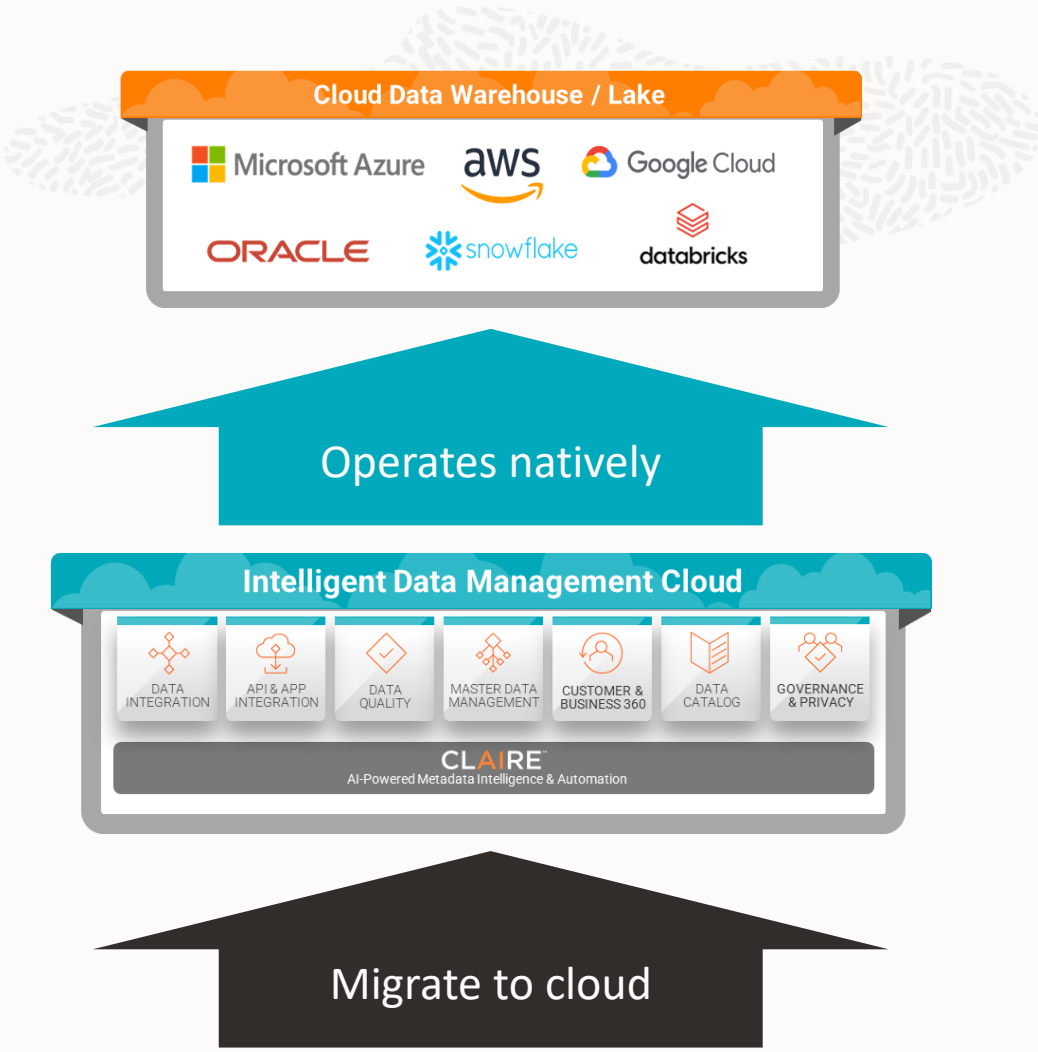 Cloud Data Warehouse / Lake
Microsoft Azure
aws
Google Cloud
ORACLE
snowflake
databricks
Operates natively
Intelligent Data Management Cloud
DATA
INTEGRATION
API & APP
INTEGRATION
DATA
QUALITY
MASTER DATA
MANAGEMENT
CUSTOMER &
BUSINESS 360
DATA
CATALOG
GOVERNANCE
& PRIVACY
CLAIRE™
AI-Powered Metadata Intelligence & Automation
Migrate to cloud